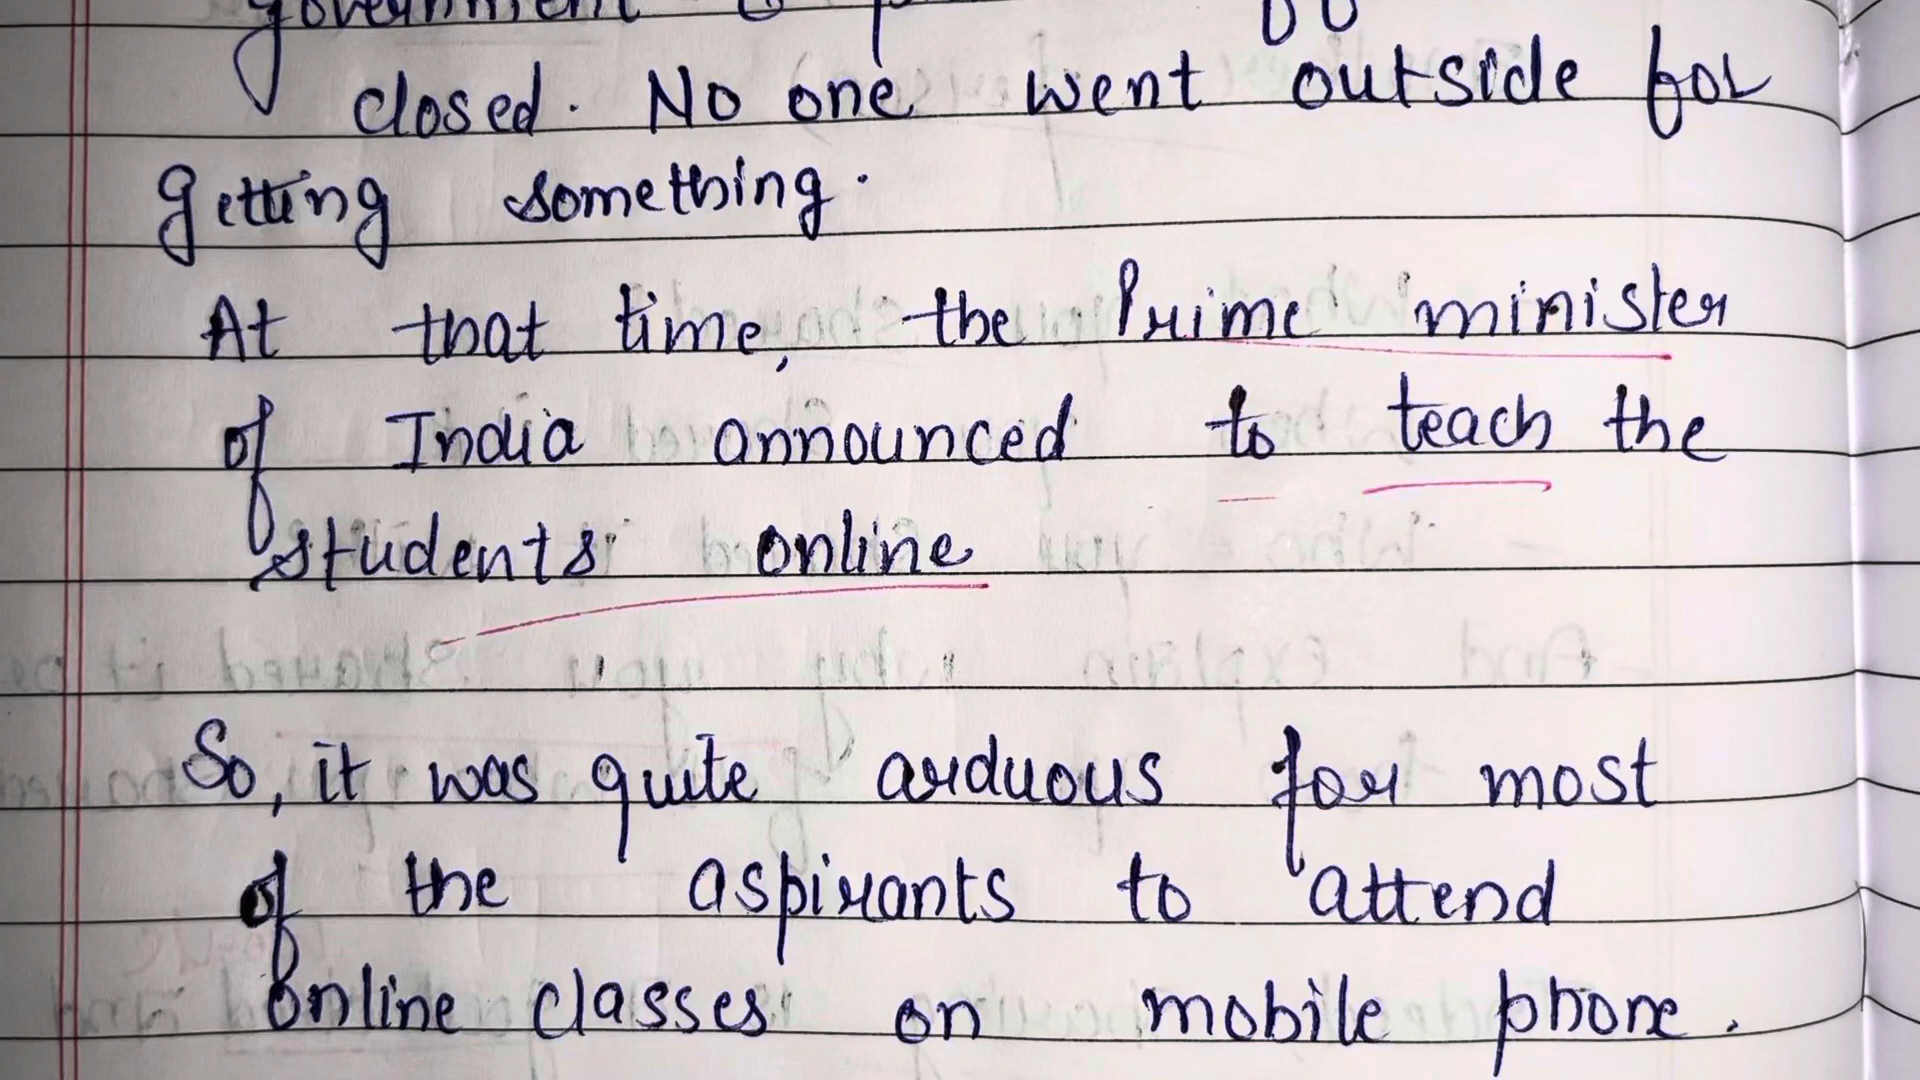 government
closed. No one went outside for
getting something.
At that time, the Prime minister
of India announced to teach the
students online
So, it was quite arduous for most
of the aspirants to attend
online classes on mobile phone.